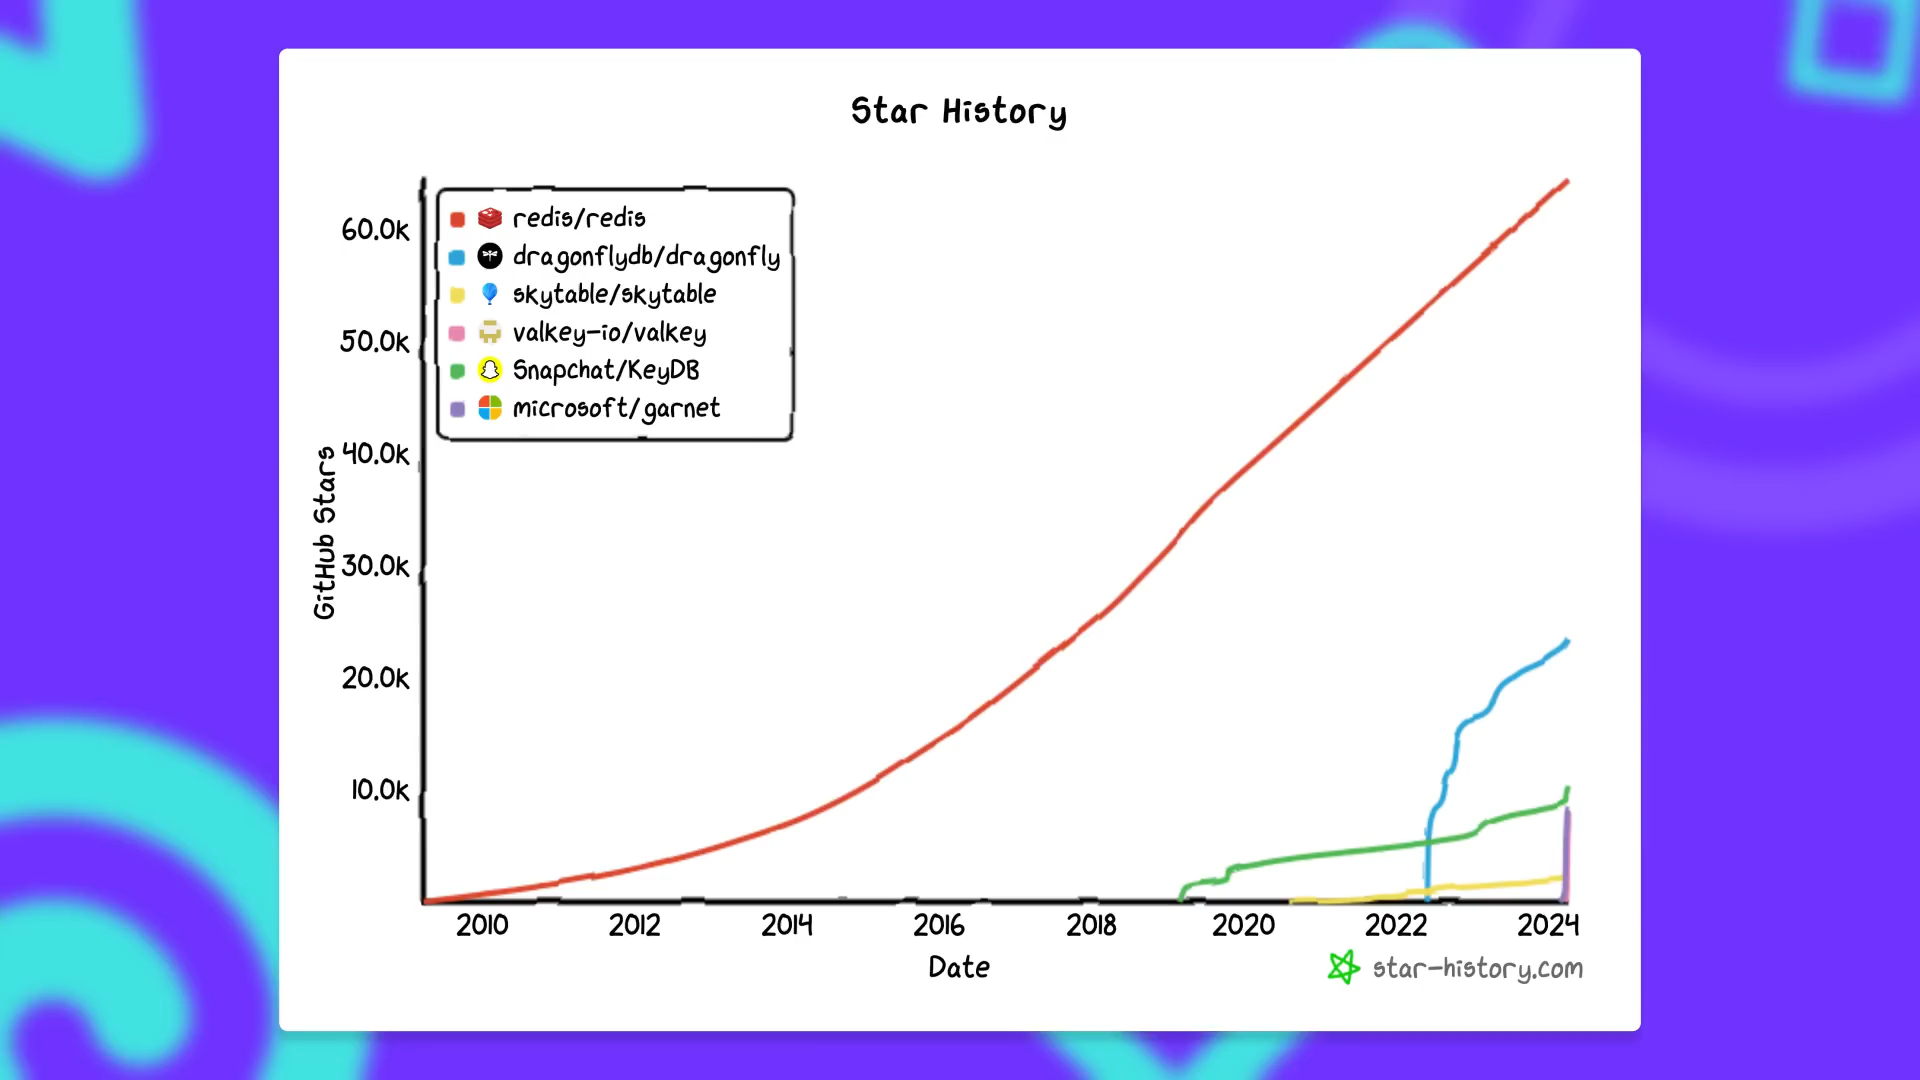 Star History
redis/redis
dragonflydb/dragonfly
skytable/skytable
valkey-io/valkey
Snapchat/KeyDB
microsoft/garnet
60.0k
50.0k
40.0k
30.0k
20.0k
10.0k
GitHub Stars
2010 2012 2014 2016 2018 2020 2022 2024
Date
star-history.com